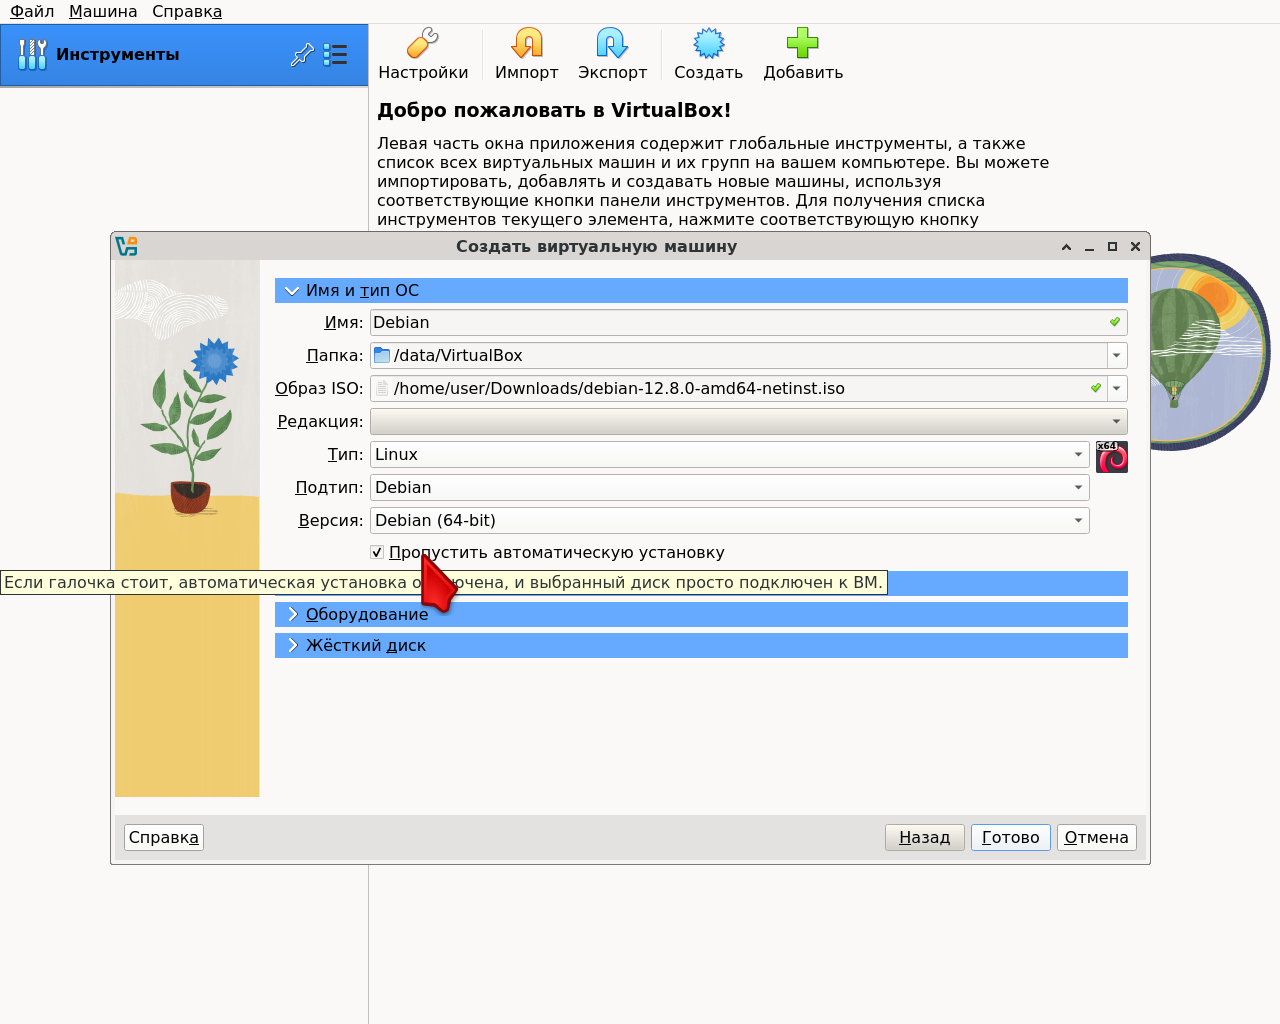 Файл Машина Справка
Инструменты
Настройки Импорт Экспорт Создать Добавить
Добро пожаловать в VirtualBox!
Левая часть окна приложения содержит глобальные инструменты, а также
список всех виртуальных машин и их групп на вашем компьютере. Вы можете
импортировать, добавлять и создавать новые машины, используя
соответствующие кнопки панели инструментов. Для получения списка
инструментов текущего элемента, нажмите соответствующую кнопку
Создать виртуальную машину
Имя и тип ОС
Имя: Debian
Папка: /data/VirtualBox
Образ ISO: /home/user/Downloads/debian-12.8.0-amd64-netinst.iso
Редакция:
Тип: Linux
x64
Подтип: Debian
Версия: Debian (64-bit)
Пропустить автоматическую установку
Если галочка стоит, автоматическая установка и выбранный диск просто подключен к ВМ.
Оборудование
Жёсткий диск
Справка Назад Готово Отмена